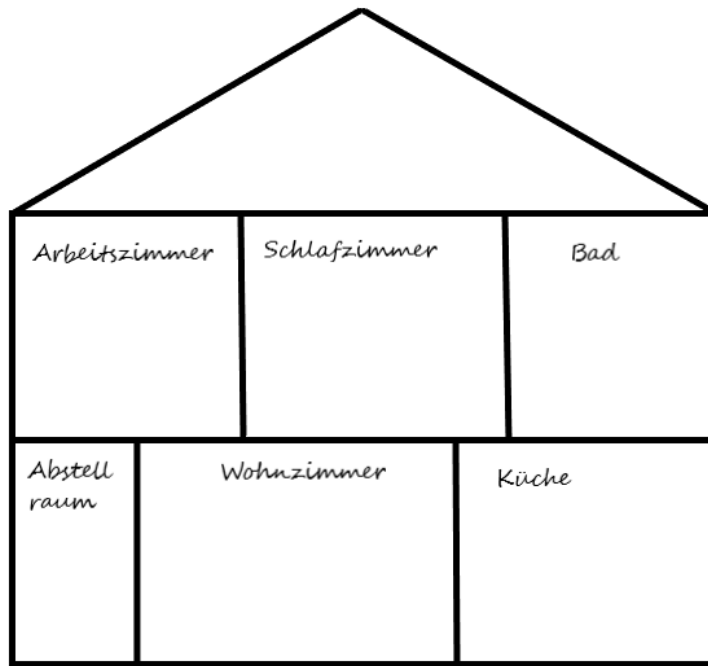 Arbeitszimmer
Schlafzimmer
Bad
Abstell
raum
Wohnzimmer
Küche